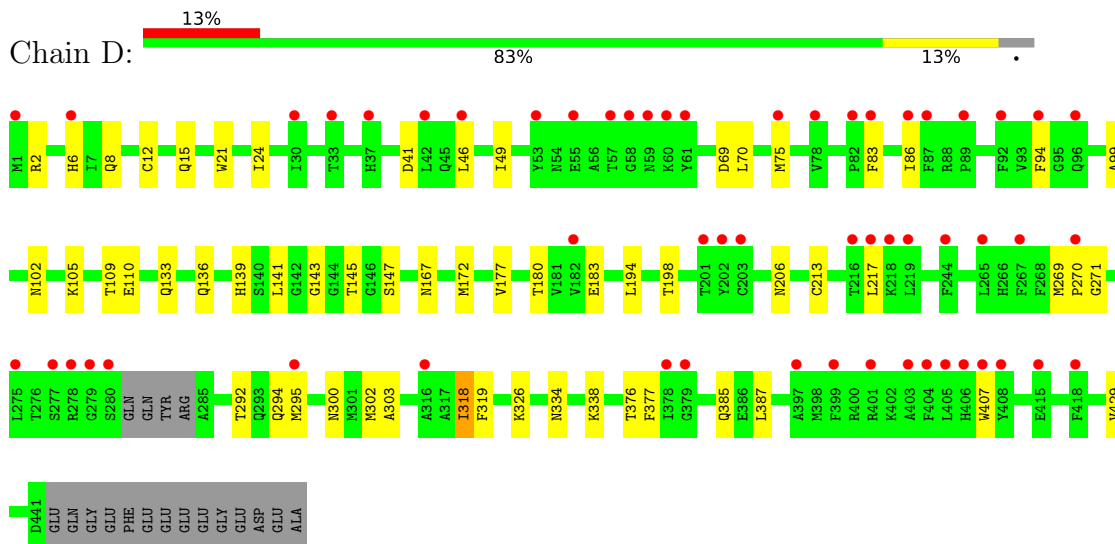 13%
Chain D:
83% 13% .
M1 R2 H6 I7 Q8 C12 Q15 W21 I24 I30 T33 H37 D41 L42 Q45 L46 I49 Y53 N54 E55 A56 T57 G58 N59 K60 Y61 D69 L70 M75 V78 P82 F83 I86 F87 R88 P89 F92 V93 F94 G95 Q96 A99
N102 K105 T109 E110 Q133 Q136 H139 S140 L141 G142 G143 G144 T145 G146 S147 N167 M172 V177 T180 V181 V182 E183 L194 T198 T201 Y202 C203 N206 C213 T216 L217 K218 L219 F244 L265 H266 F267 F268 M269 P270 G271
L275 T276 S277 R278 G279 S280 GLN GLN TYR ARG A285 T292 Q293 Q294 M295 N300 M301 M302 A303 A316 A317 I318 F319 K326 N334 K338 T376 F377 I378 G379 Q385 E386 L387 A397 M398 F399 R400 R401 K402 A403 F404 L405 H406 W407 Y408 E415 F418
D441 GLU GLN GLY GLU PHE GLU GLU GLU GLU GLY GLU ASP GLU ALA